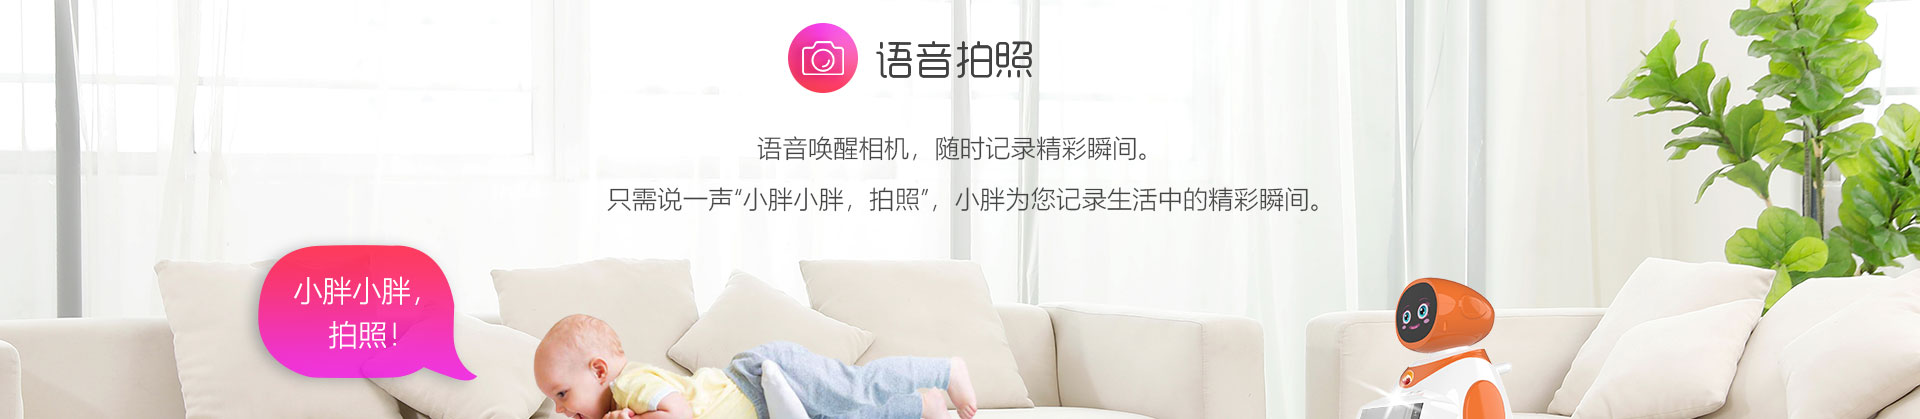 语音拍照
语音唤醒相机，随时记录精彩瞬间。
只需说一声“小胖小胖，拍照”，小胖为您记录生活中的精彩瞬间。
小胖小胖，
拍照！